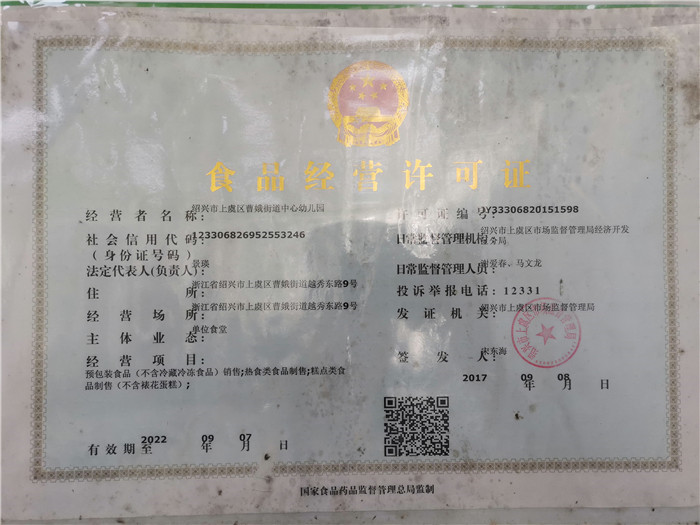 食品经营许可证
经营者名称：绍兴市上虞区曹娥街道中心幼儿园
社会信用代码：123306826952553246
（身份证号码）
法定代表人(负责人)：景瑛
住所：浙江省绍兴市上虞区曹娥街道越秀东路9号
经营场所：浙江省绍兴市上虞区曹娥街道越秀东路9号
主体业态：单位食堂
经营项目：
预包装食品（不含冷藏冷冻食品）销售;热食类食品制售;糕点类食
品制售（不含裱花蛋糕）;
有效期至 2022 年 09 月 07 日
许可证编号：JY33306820151598
日常监督管理机构：绍兴市上虞区市场监督管理局经济开发
区分局
日常监督管理人员：谢爱春、马文龙
投诉举报电话：12331
发证机关：绍兴市上虞区市场监督管理局
签发人：宋东海
2017 年 09 月 08 日
国家食品药品监督管理总局监制